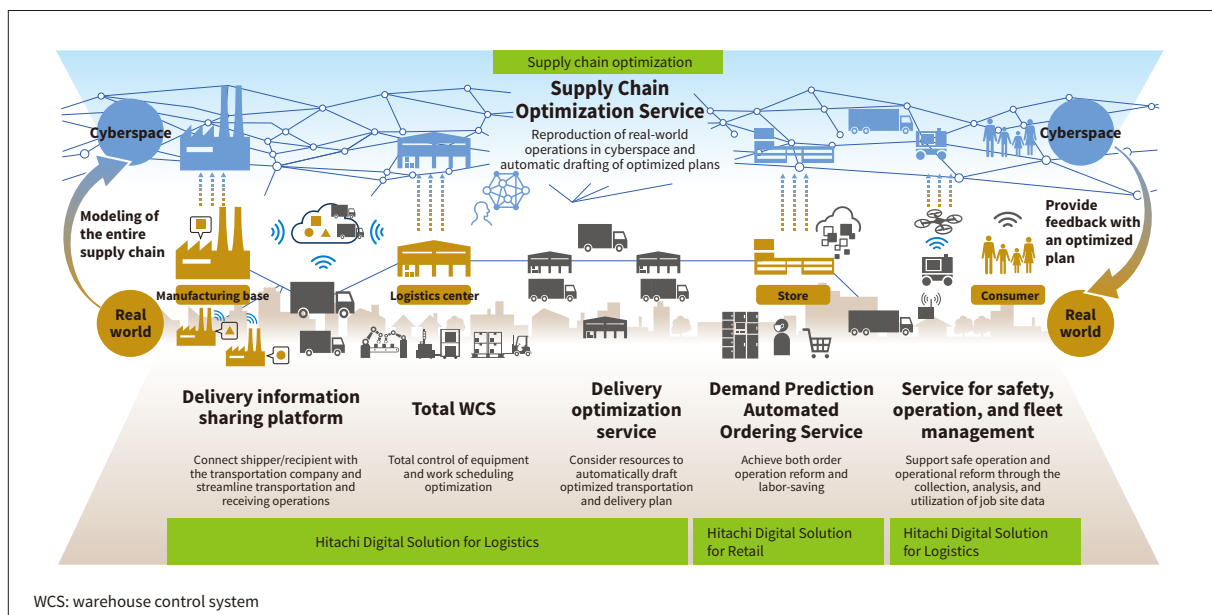 Supply chain optimization
Supply Chain
Optimization Service
Reproduction of real-world
operations in cyberspace and
automatic drafting of optimized plans
Cyberspace
Cyberspace
Modeling of
the entire
supply chain
Provide
feedback with
an optimized
plan
Real
world
Manufacturing base
Logistics center
Store
Consumer
Real
world
Delivery information
sharing platform
Connect shipper/recipient with
the transportation company and
streamline transportation and
receiving operations
Total WCS
Total control of equipment
and work scheduling
optimization
Delivery
optimization
service
Consider resources to
automatically draft
optimized transportation
and delivery plan
Demand Prediction
Automated
Ordering Service
Achieve both order
operation reform and
labor-saving
Service for safety,
operation, and fleet
management
Support safe operation and
operational reform through the
collection, analysis, and
utilization of job site data
Hitachi Digital Solution for Logistics
Hitachi Digital Solution
for Retail
Hitachi Digital Solution
for Logistics
WCS: warehouse control system